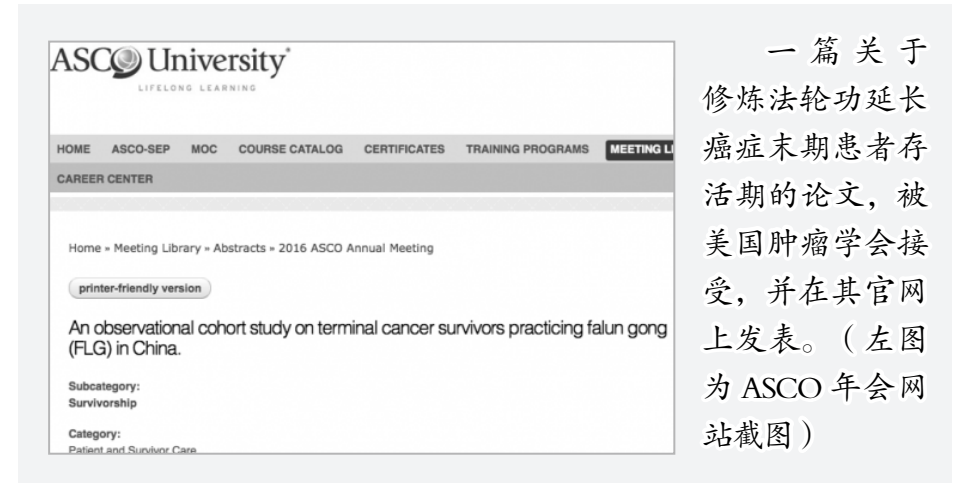 ASCO University
LIFELONG LEARNING
HOME ASCO-SEP MOC COURSE CATALOG CERTIFICATES TRAINING PROGRAMS MEETING LI
CAREER CENTER
Home » Meeting Library » Abstracts » 2016 ASCO Annual Meeting
printer-friendly version
An observational cohort study on terminal cancer survivors practicing falun gong
(FLG) in China.
Subcategory:
Survivorship
Category:
Patient and Survivor Care
一篇关于
修炼法轮功延长
癌症末期患者存
活期的论文，被
美国肿瘤学会接
受，并在其官网
上发表。（左图
为 ASCO 年会网
站截图）